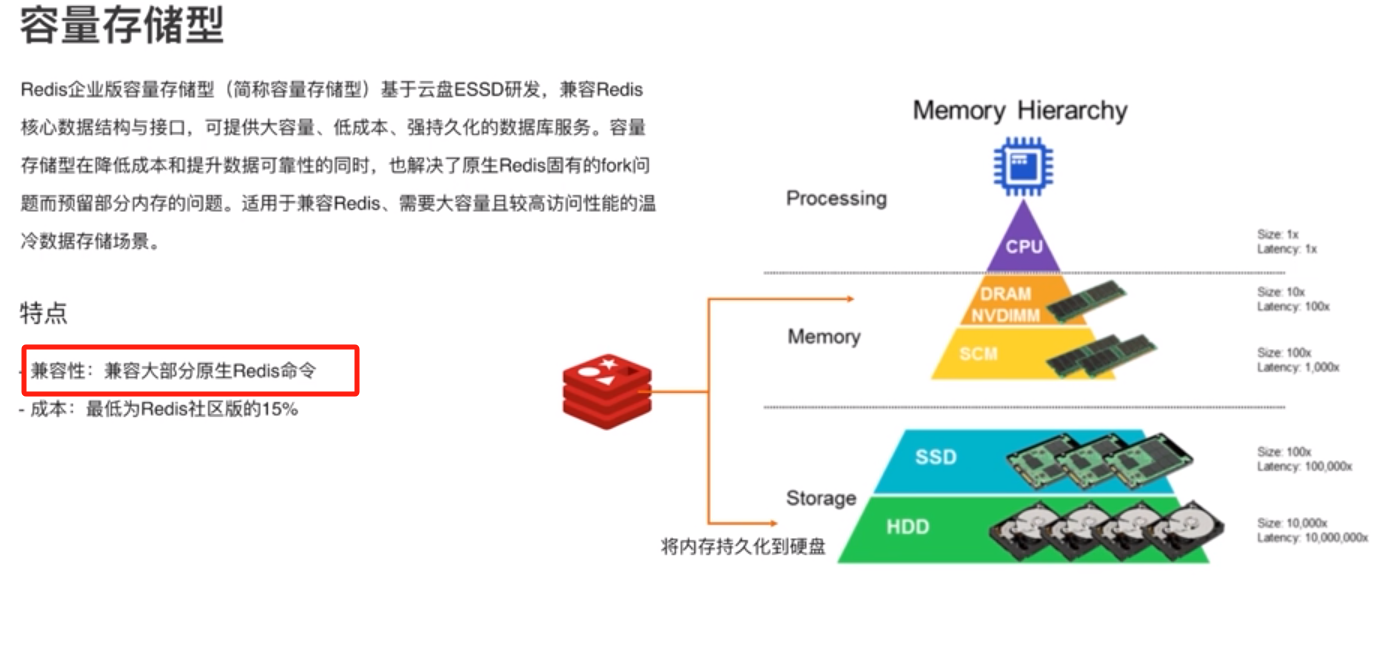 容量存储型
Redis企业版容量存储型（简称容量存储型）基于云盘ESSD研发，兼容Redis
核心数据结构与接口，可提供大容量、低成本、强持久化的数据库服务。容量
存储型在降低成本和提升数据可靠性的同时，也解决了原生Redis固有的fork问
题而预留部分内存的问题。适用于兼容Redis、需要大容量且较高访问性能的温
冷数据存储场景。
特点
- 兼容性：兼容大部分原生Redis命令
- 成本：最低为Redis社区版的15%
Memory Hierarchy
Processing
CPU
Size: 1x
Latency: 1x
Memory
DRAM
NVDIMM
Size: 10x
Latency: 100x
SCM
Size: 100x
Latency: 1,000x
Storage
SSD
Size: 100x
Latency: 100,000x
HDD
Size: 10,000x
Latency: 10,000,000x
将内存持久化到硬盘